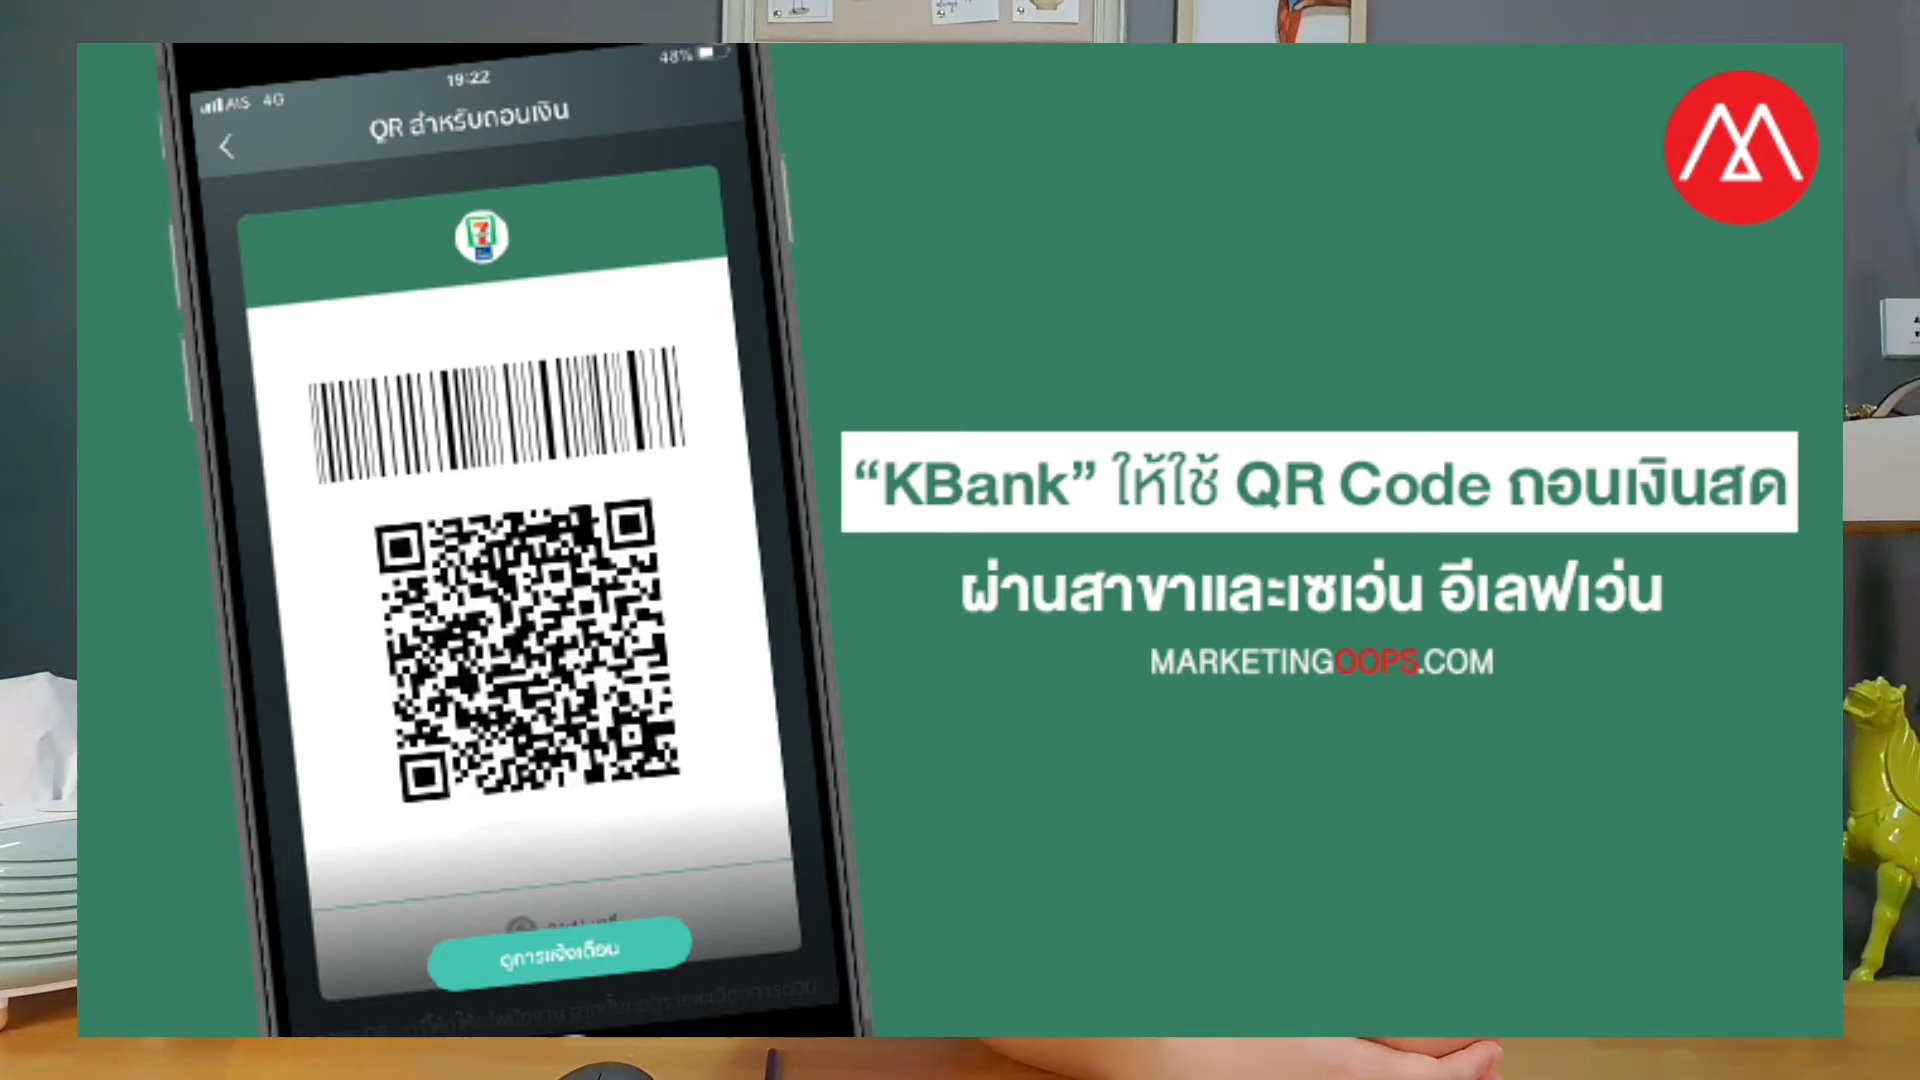 AIS 4G
19:22
48%
QR สำหรับถอนเงิน
7
“KBank” ให้ใช้ QR Code ถอนเงินสด
ผ่านสาขาและเซเว่น อีเลฟเว่น
MARKETINGOOPS.COM
ดูการแจ้งเตือน